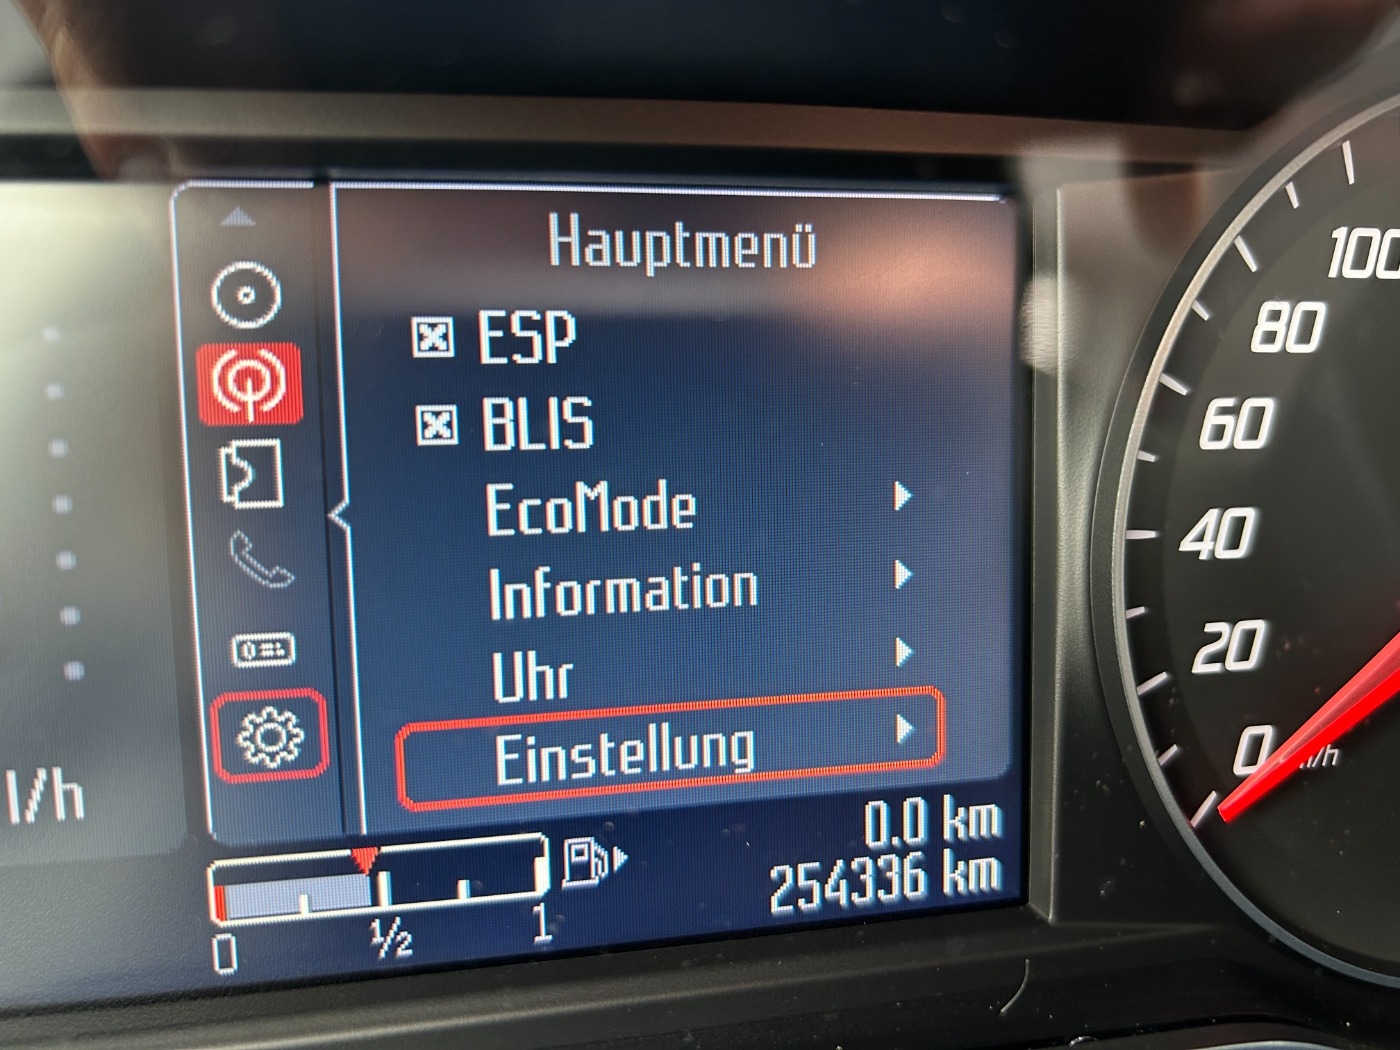 Hauptmenü
ESP
BLIS
EcoMode
Information
Uhr
Einstellung
l/h
0.0 km
254336 km
0 ½ 1
100
80
60
40
20
0